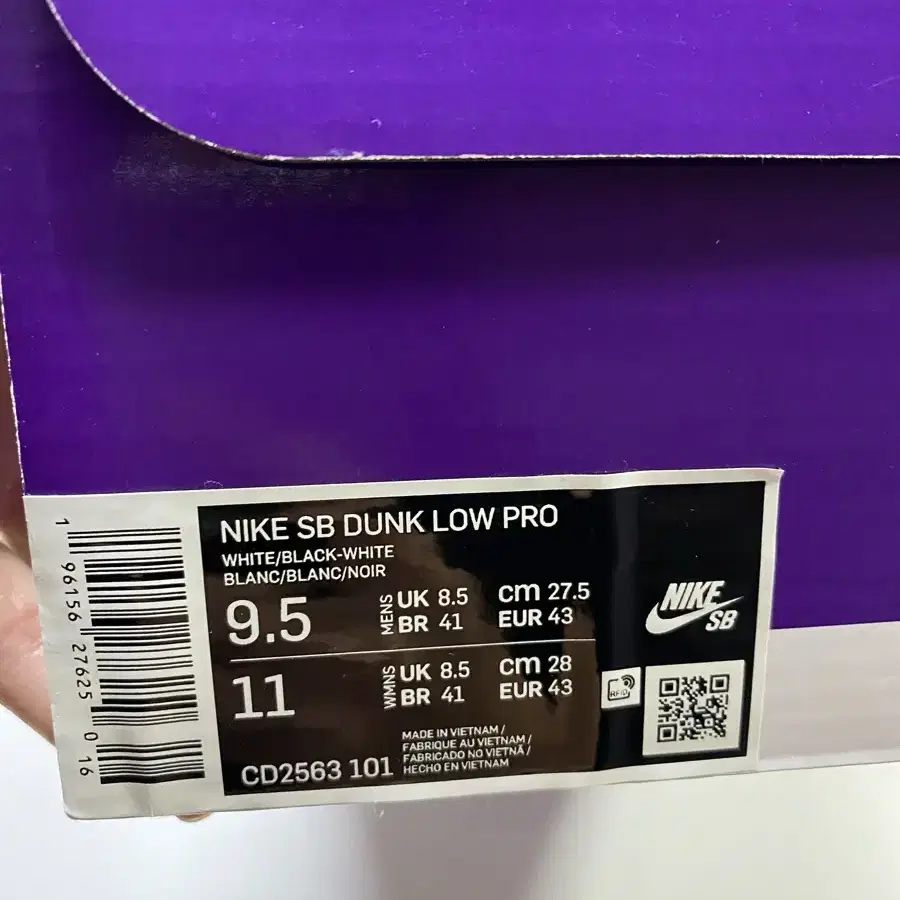 1 96156 27625 0 16
NIKE SB DUNK LOW PRO
WHITE/BLACK-WHITE
BLANC/BLANC/NOIR
9.5 MENS UK 8.5 cm 27.5
BR 41 EUR 43
11 WMNS UK 8.5 cm 28
BR 41 EUR 43
CD2563 101
MADE IN VIETNAM /
FABRIQUE AU VIETNAM /
FABRICADO NO VIETNÃ /
HECHO EN VIETNAM
NIKE
SB
RFID